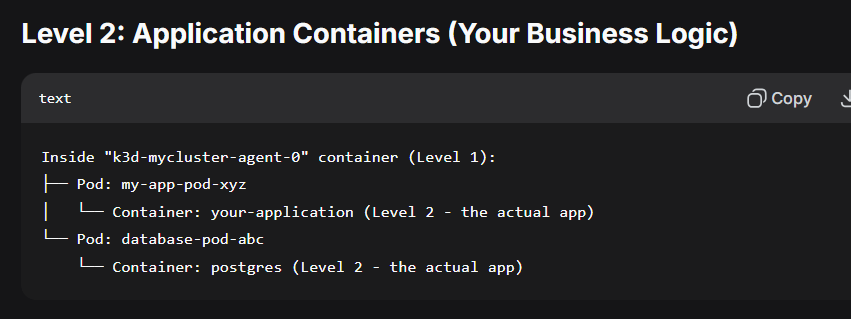 Level 2: Application Containers (Your Business Logic)
text
Copy
Inside "k3d-mycluster-agent-0" container (Level 1):
├── Pod: my-app-pod-xyz
│   └── Container: your-application (Level 2 - the actual app)
└── Pod: database-pod-abc
    └── Container: postgres (Level 2 - the actual app)